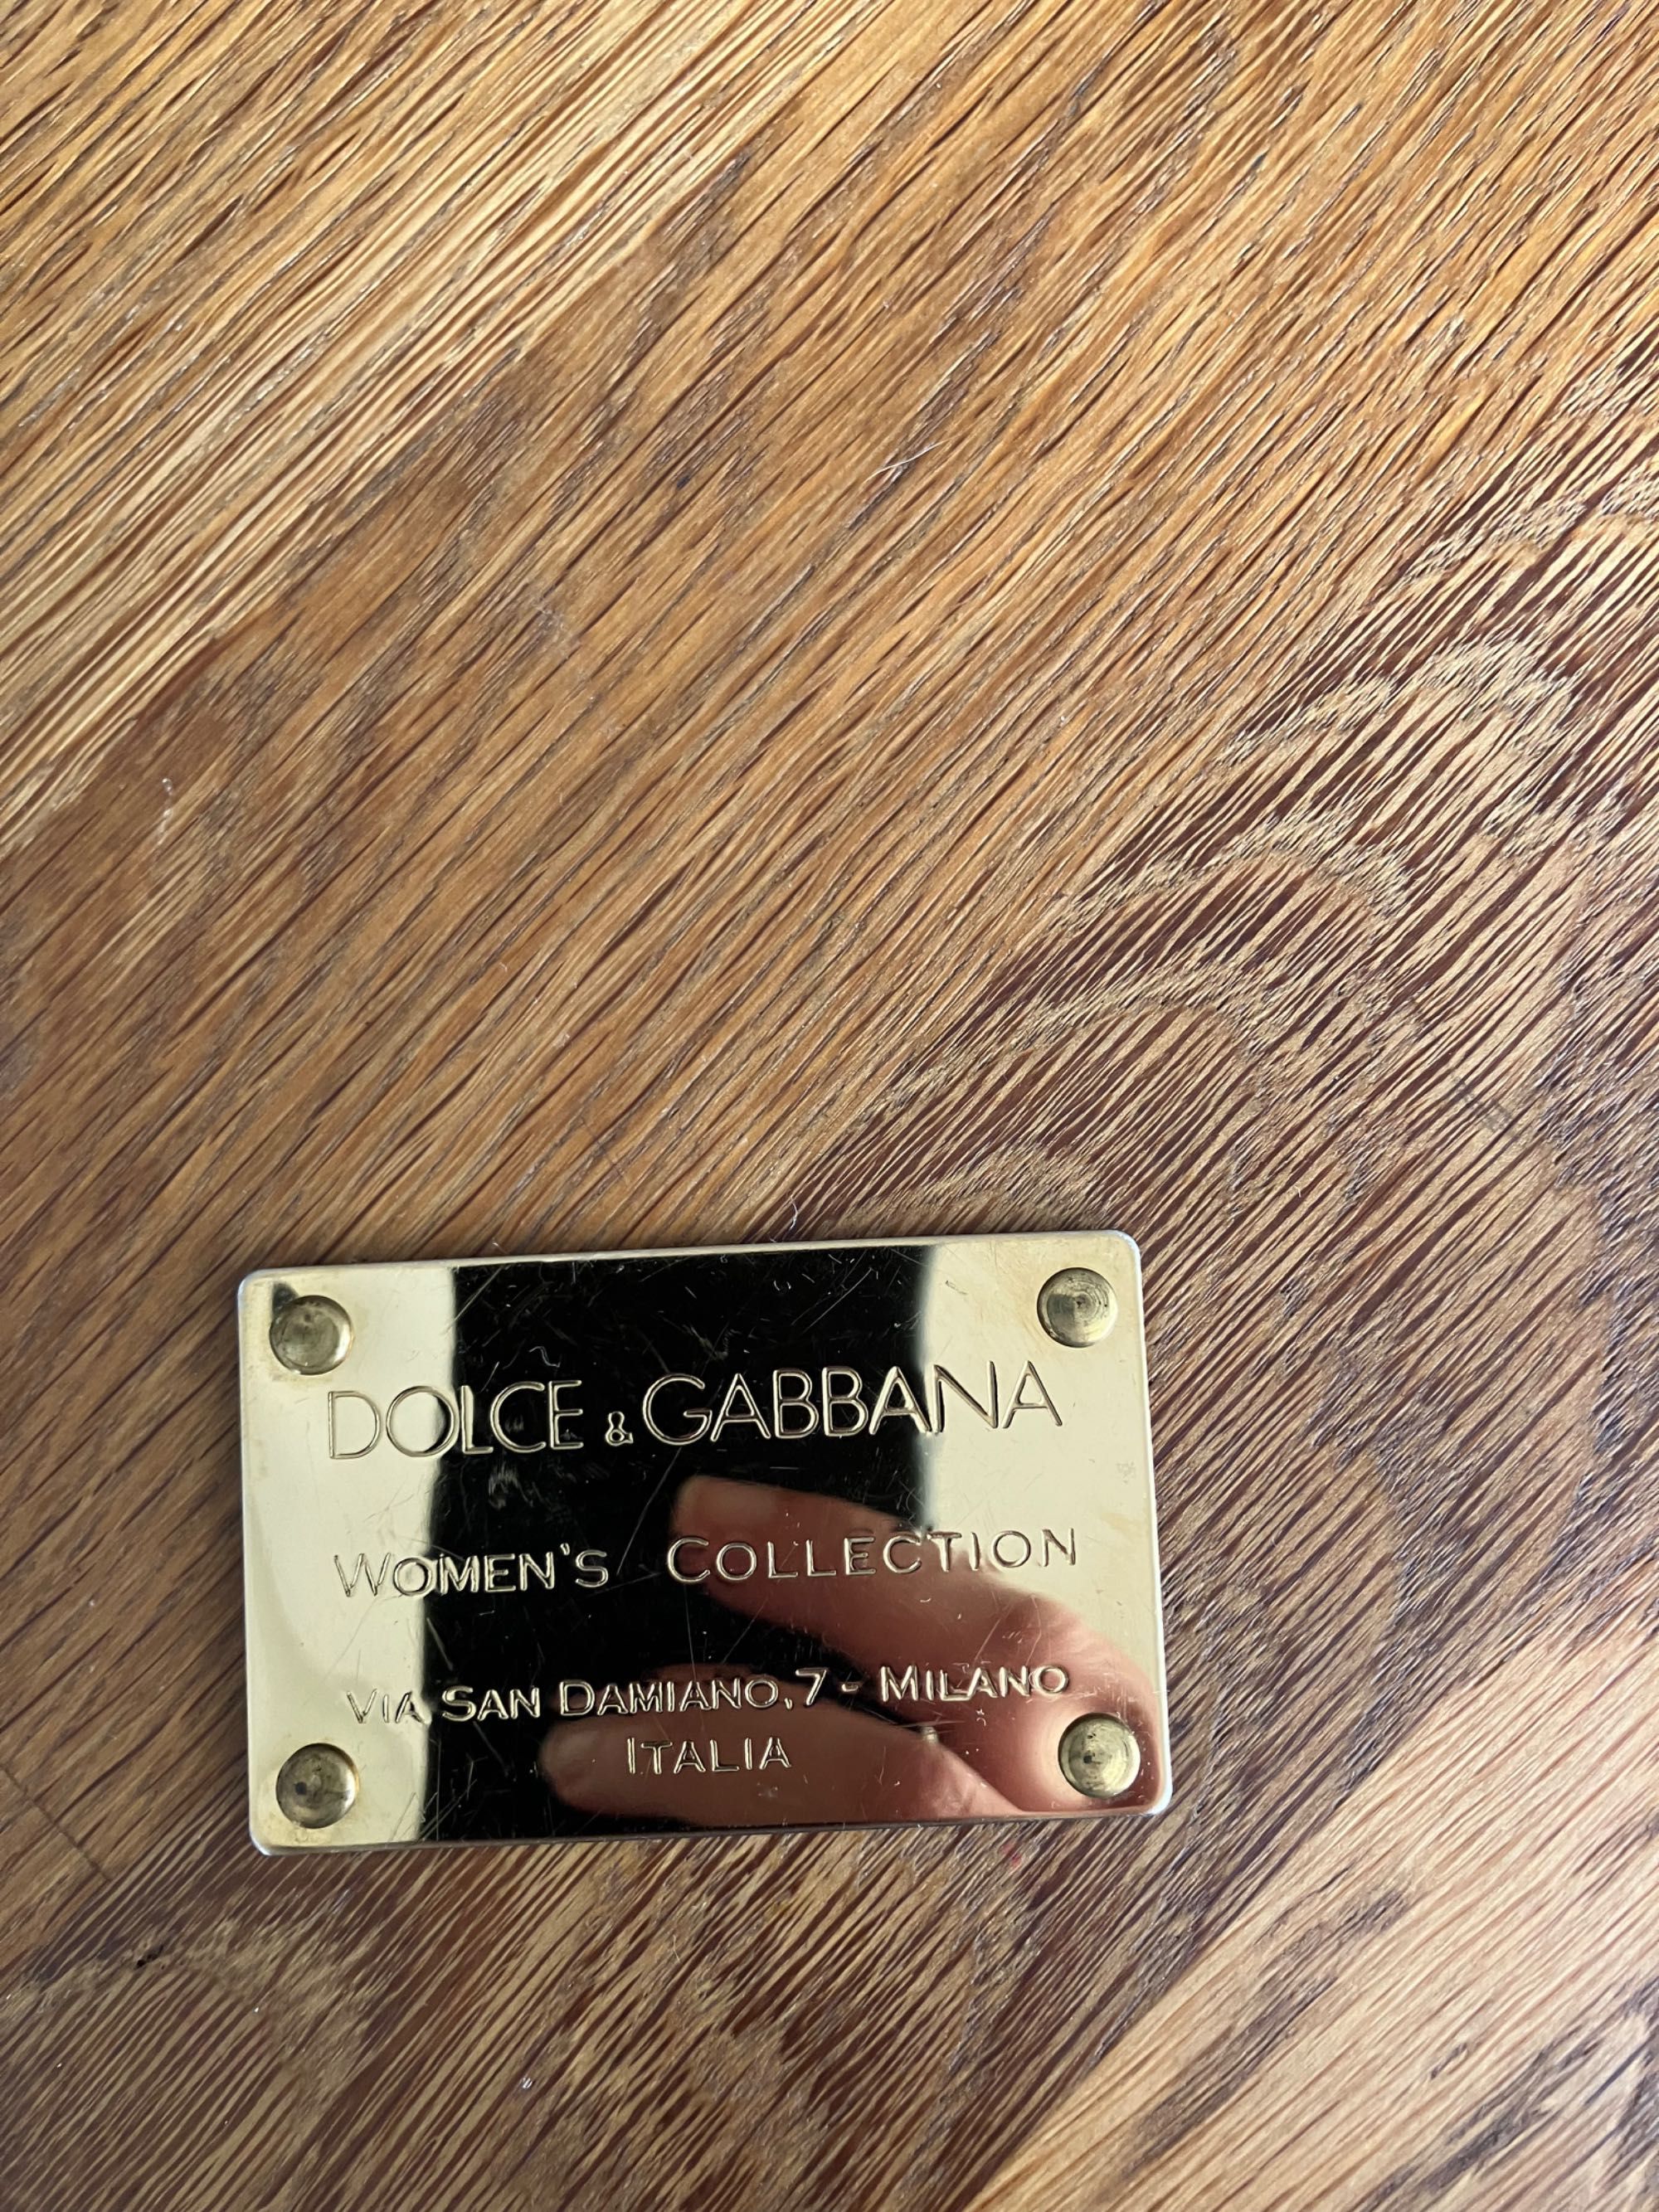 DOLCE & GABBANA
WOMEN'S COLLECTION
VIA SAN DAMIANO, 7 - MILANO
ITALIA